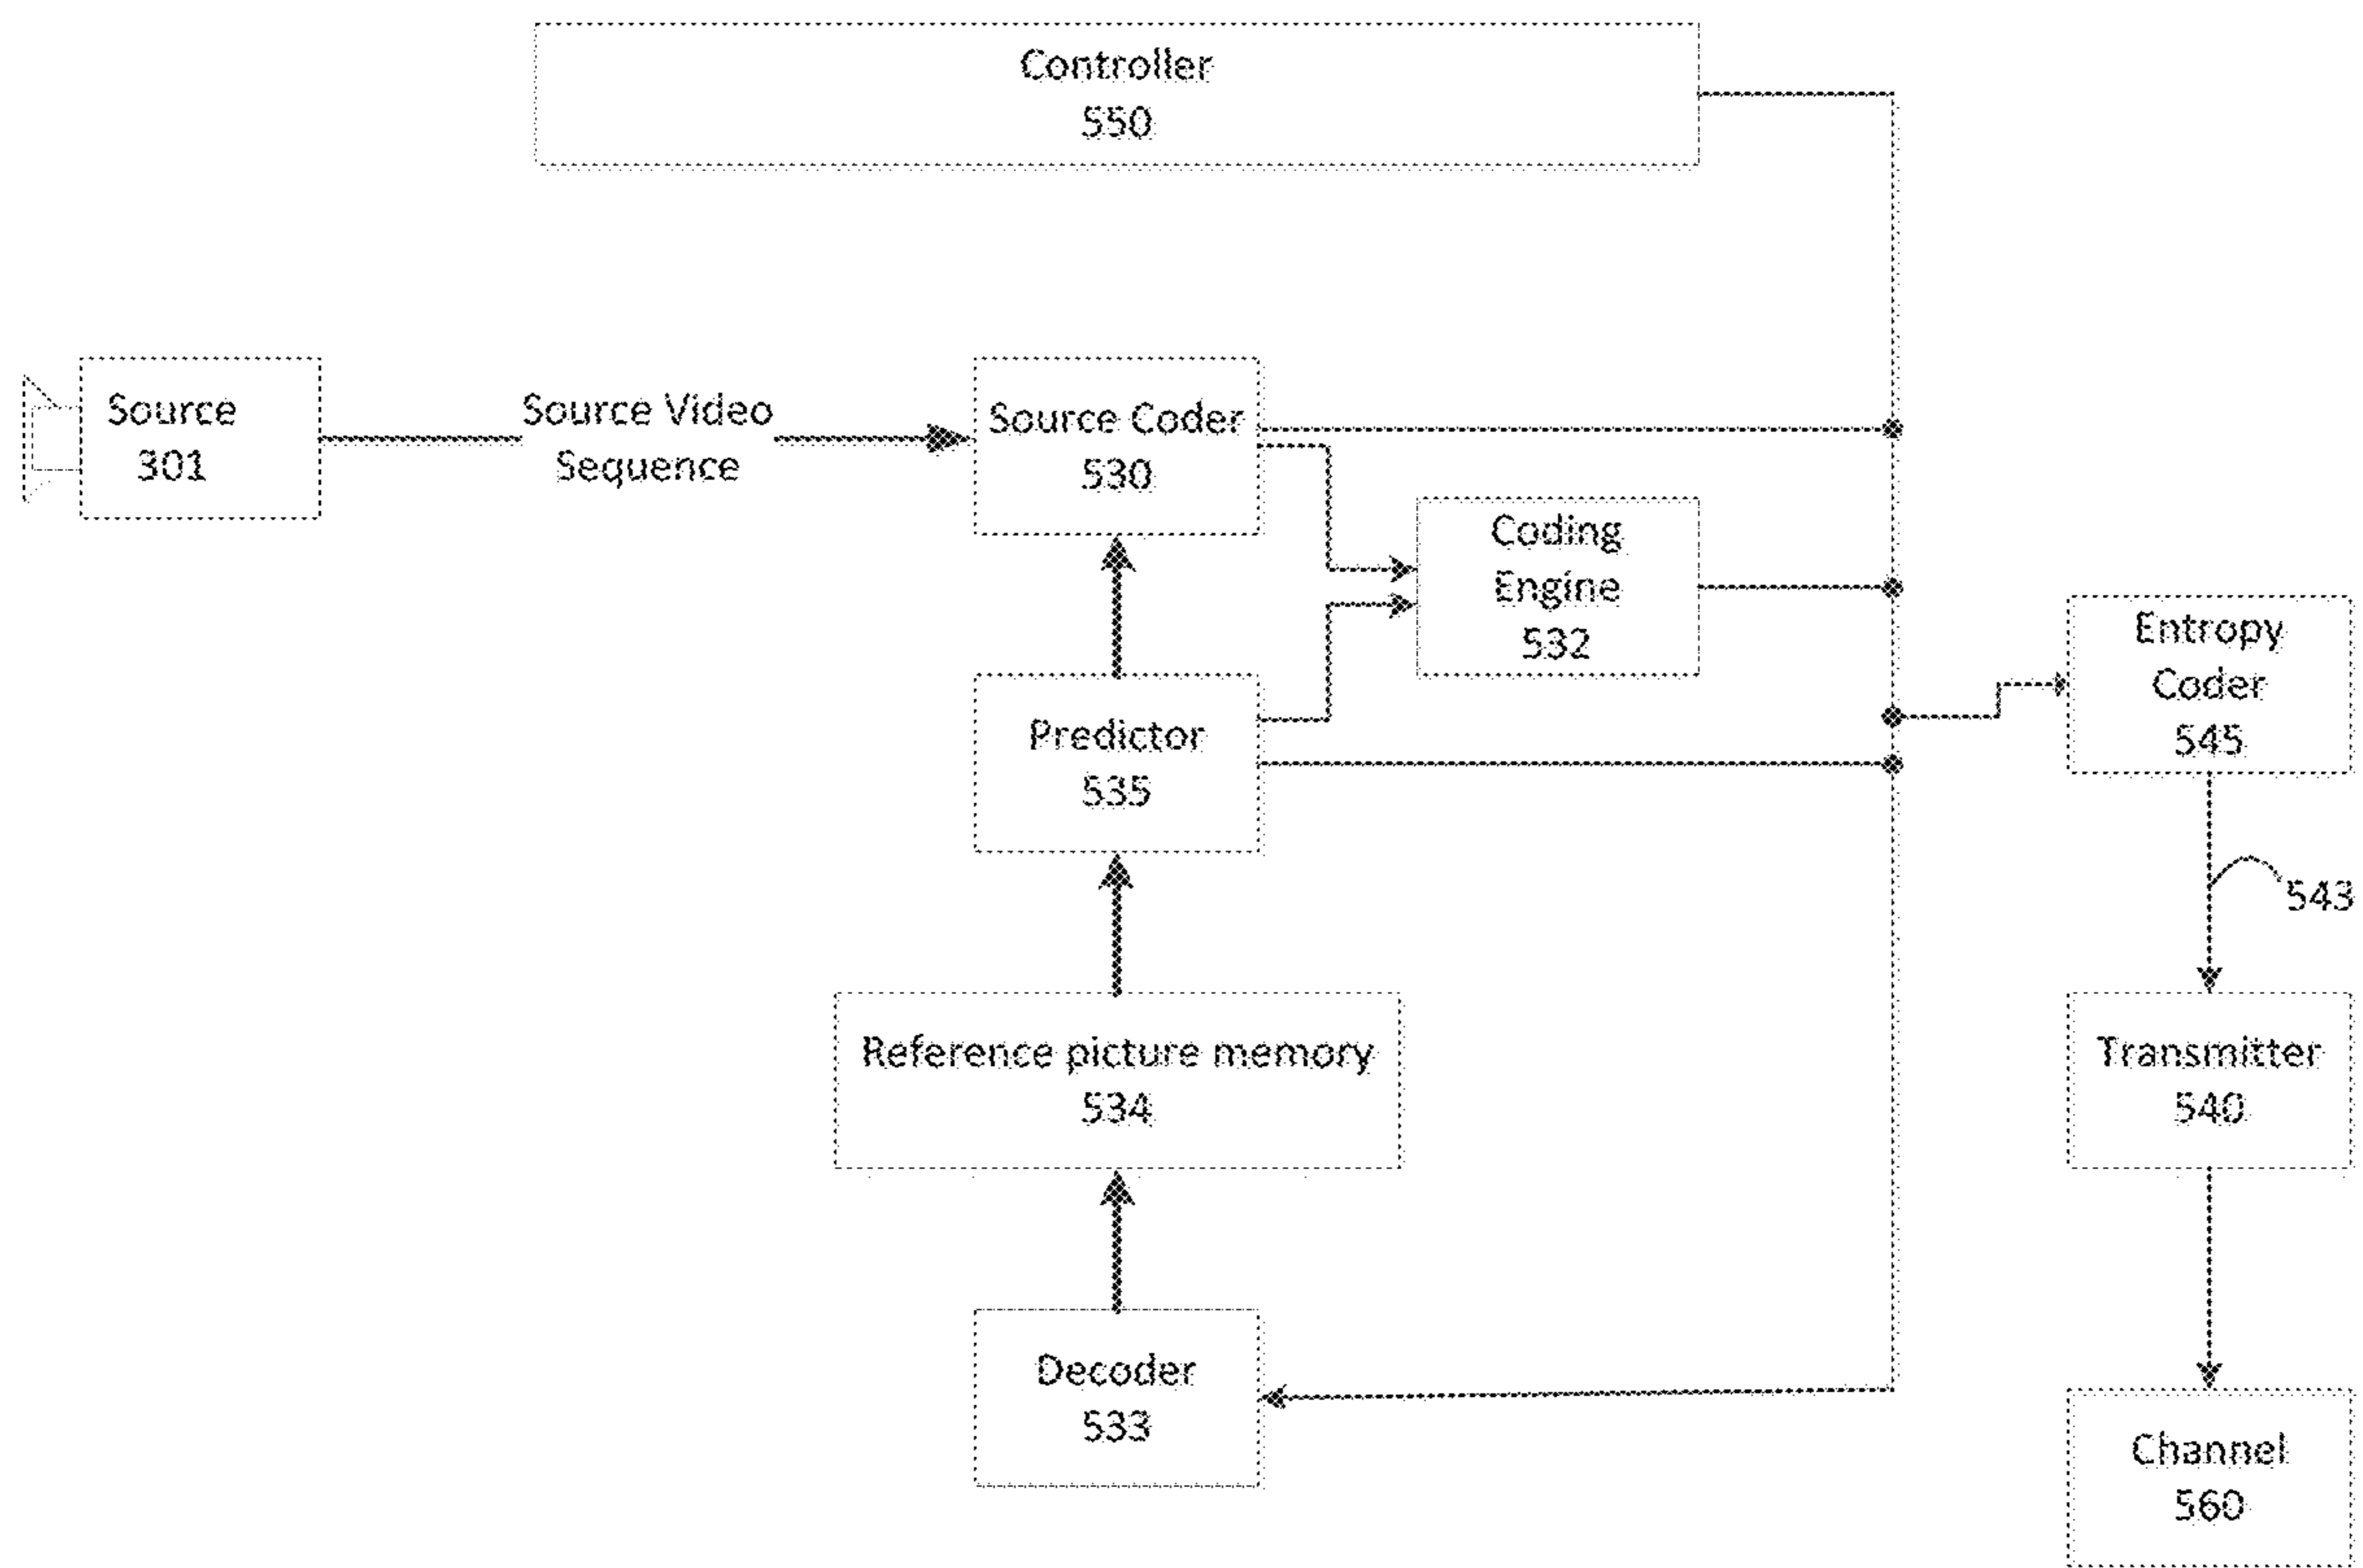 Controller
550
Source
301
Source Video
Sequence
Source Coder
530
Coding
Engine
532
Entropy
Coder
545
Predictor
535
543
Reference picture memory
534
Transmitter
540
Decoder
533
Channel
560